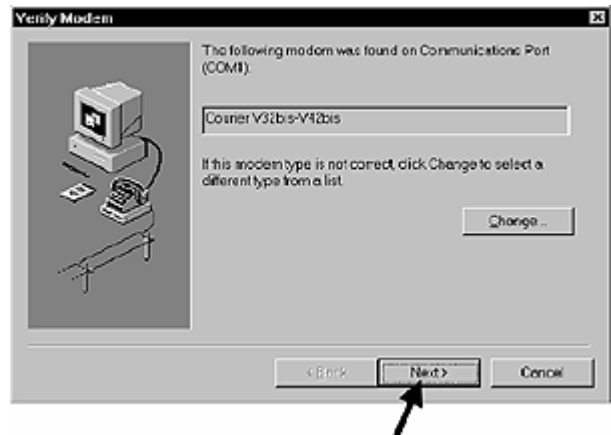 Verify Modem
The following modem was found on Communications Port
(COM1):
Courier V32bis-V42bis
If this modem type is not correct, click Change to select a
different type from a list.
Change...
< Back
Next >
Cancel